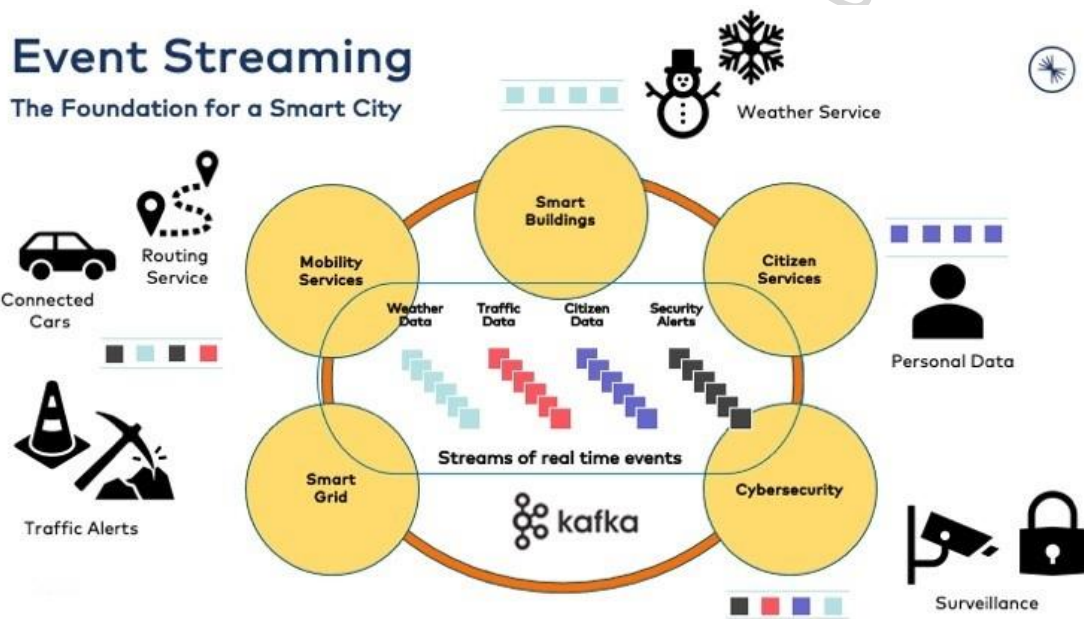 Event Streaming
The Foundation for a Smart City
Weather Service
Smart
Buildings
Routing
Service
Mobility
Services
Citizen
Services
Connected
Cars
Weather
Data
Traffic
Data
Citizen
Data
Security
Alerts
Personal Data
Streams of real time events
Smart
Grid
Cybersecurity
kafka
Traffic Alerts
Surveillance